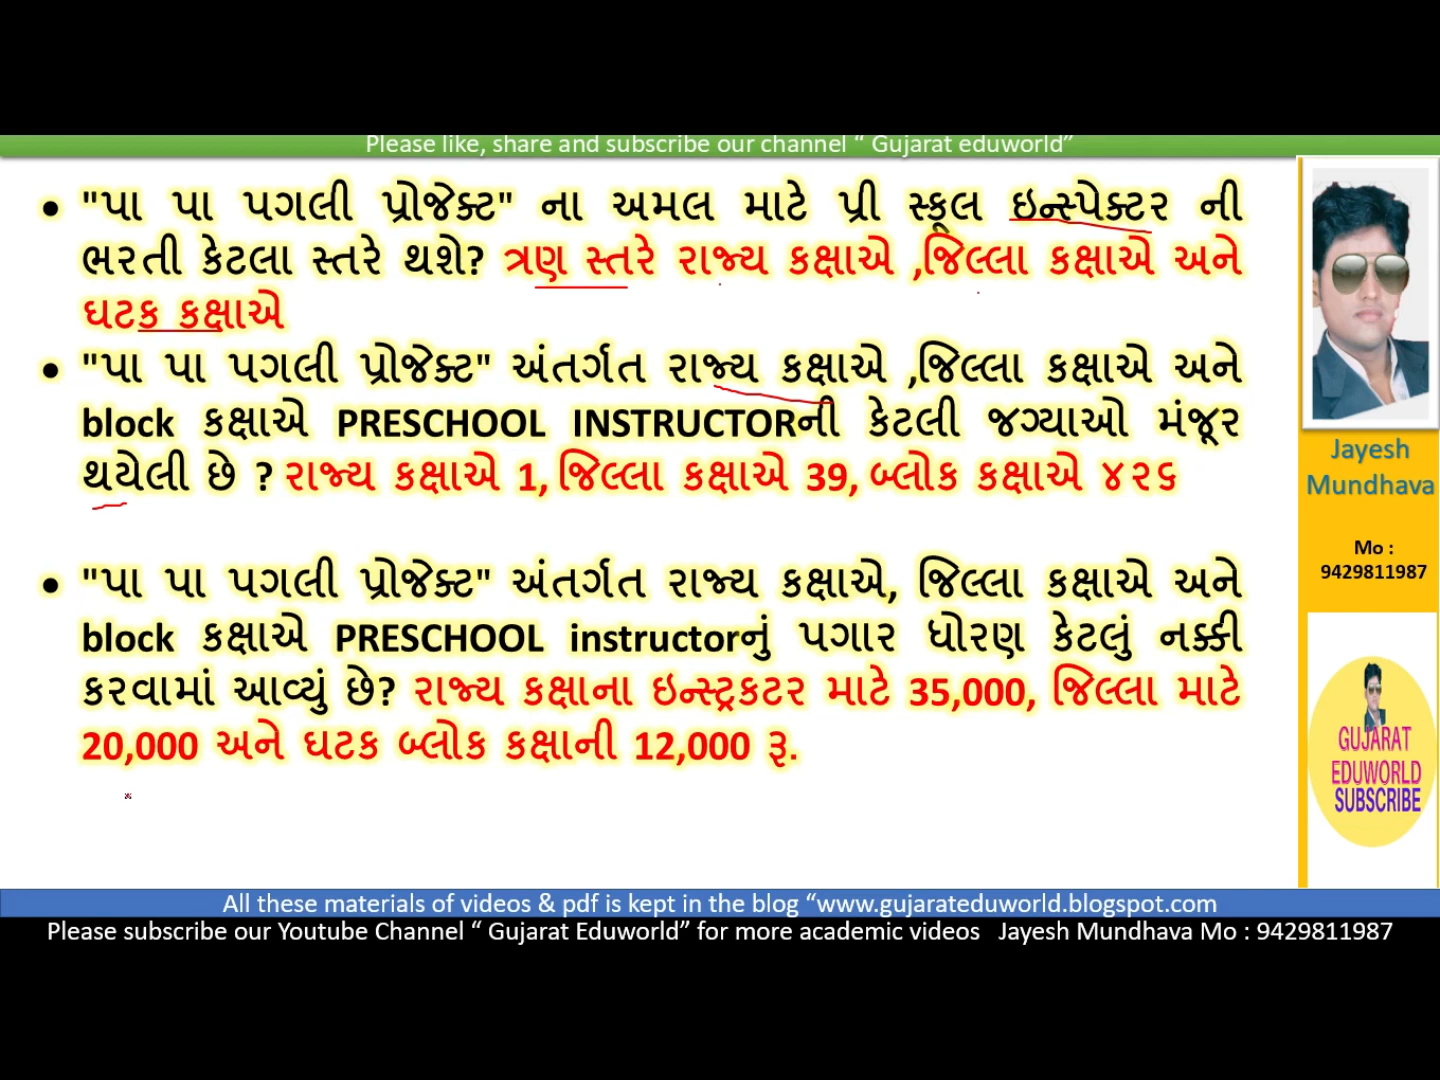 Please like, share and subscribe our channel “ Gujarat eduworld”
• "પા પા પગલી પ્રોજેક્ટ" ના અમલ માટે પ્રી સ્કૂલ ઇન્સ્પેક્ટર ની
ભરતી કેટલા સ્તરે થશે? ત્રણ સ્તરે રાજ્ય કક્ષાએ ,જિલ્લા કક્ષાએ અને
ઘટક કક્ષાએ
• "પા પા પગલી પ્રોજેક્ટ" અંતર્ગત રાજ્ય કક્ષાએ ,જિલ્લા કક્ષાએ અને
block કક્ષાએ PRESCHOOL INSTRUCTORની કેટલી જગ્યાઓ મંજૂર
થયેલી છે ? રાજ્ય કક્ષાએ 1, જિલ્લા કક્ષાએ 39, બ્લોક કક્ષાએ ૪૨૬
• "પા પા પગલી પ્રોજેક્ટ" અંતર્ગત રાજ્ય કક્ષાએ, જિલ્લા કક્ષાએ અને
block કક્ષાએ PRESCHOOL instructorનું પગાર ધોરણ કેટલું નક્કી
કરવામાં આવ્યું છે? રાજ્ય કક્ષાના ઇન્સ્ટ્રકટર માટે 35,000, જિલ્લા માટે
20,000 અને ઘટક બ્લોક કક્ષાની 12,000 રૂ.
Jayesh
Mundhava
Mo :
9429811987
GUJARAT
EDUWORLD
SUBSCRIBE
All these materials of videos & pdf is kept in the blog “www.gujarateduworld.blogspot.com
Please subscribe our Youtube Channel “ Gujarat Eduworld” for more academic videos Jayesh Mundhava Mo : 9429811987